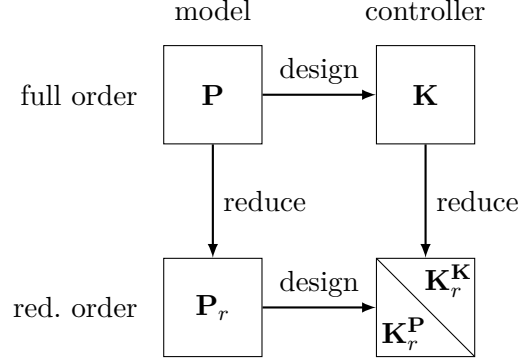 model controller
design
full order P K
reduce reduce
design
K_r^K
red. order P_r
K_r^P